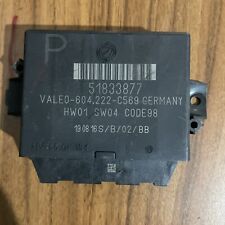 P
51833877
VALEO-604.222-C569 GERMANY
HW01 SW04 CODE98
190816S/B/02/BB